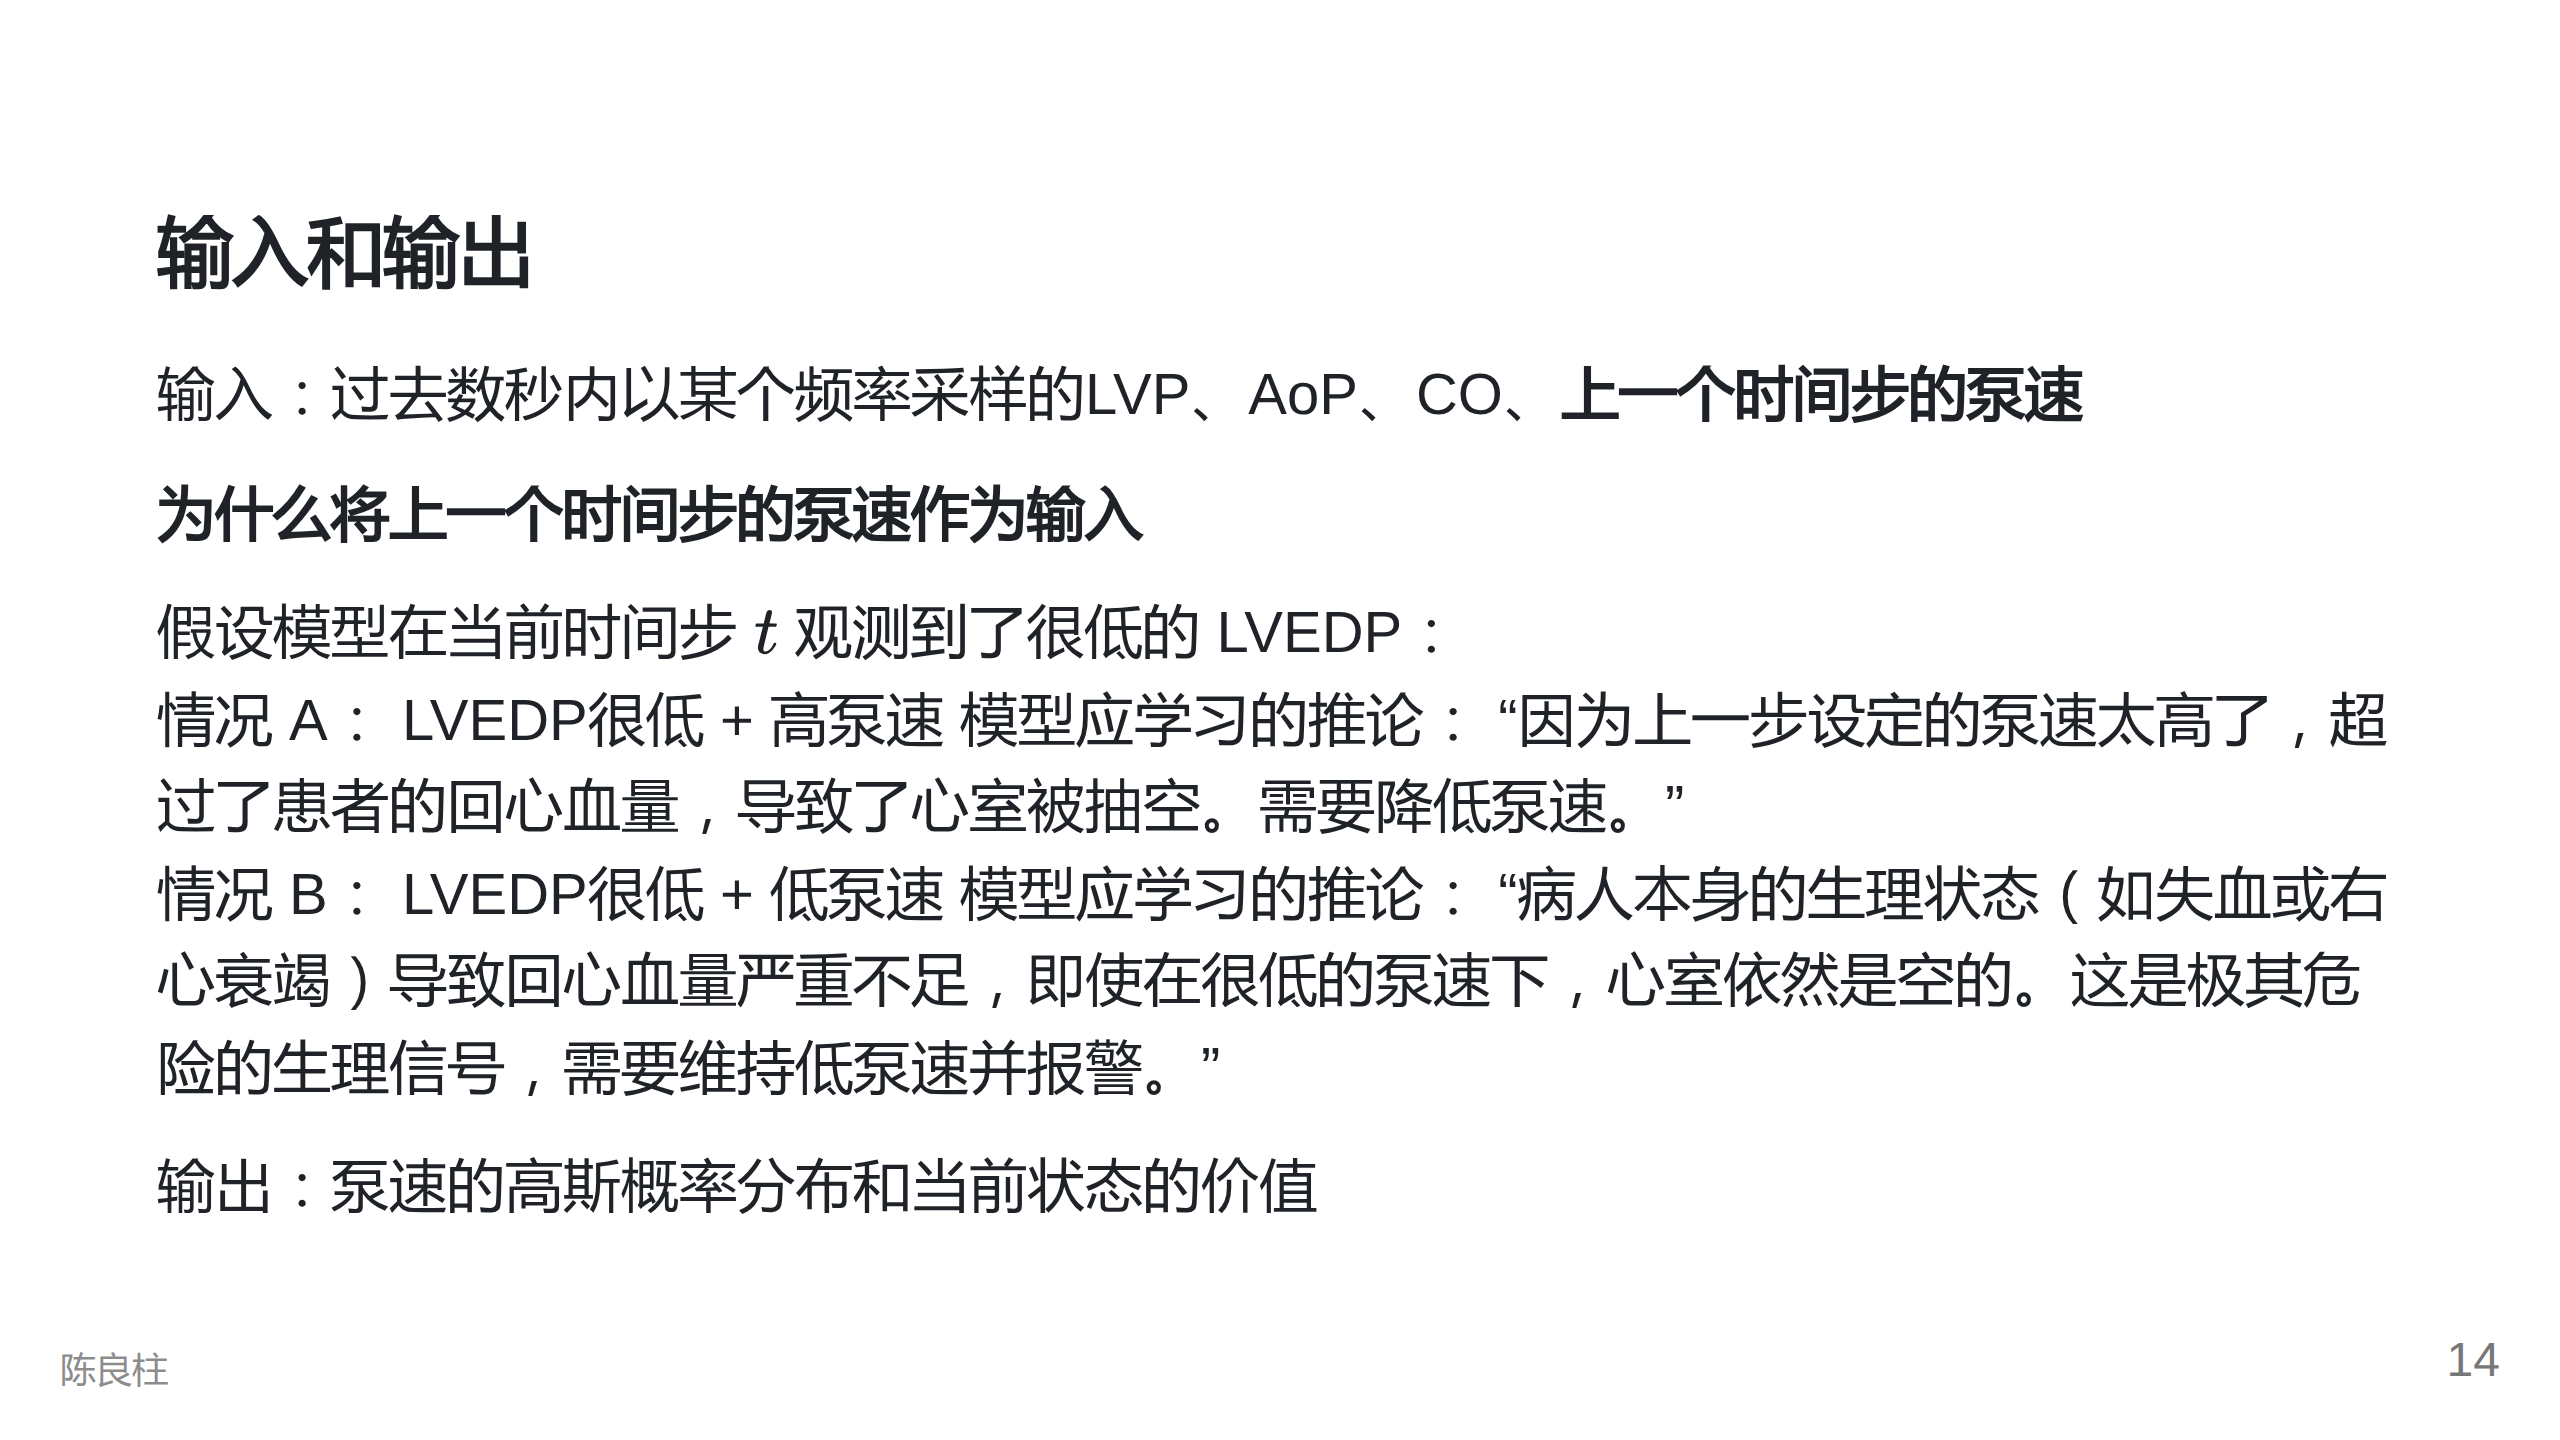 输入和输出
输入：过去数秒内以某个频率采样的LVP、AoP、CO、上一个时间步的泵速
为什么将上一个时间步的泵速作为输入
假设模型在当前时间步 t 观测到了很低的 LVEDP：
情况 A： LVEDP很低 + 高泵速 模型应学习的推论： “因为上一步设定的泵速太高了，超
过了患者的回心血量，导致了心室被抽空。需要降低泵速。”
情况 B： LVEDP很低 + 低泵速 模型应学习的推论： “病人本身的生理状态（如失血或右
心衰竭）导致回心血量严重不足，即使在很低的泵速下，心室依然是空的。这是极其危
险的生理信号，需要维持低泵速并报警。”
输出：泵速的高斯概率分布和当前状态的价值
陈良柱
14